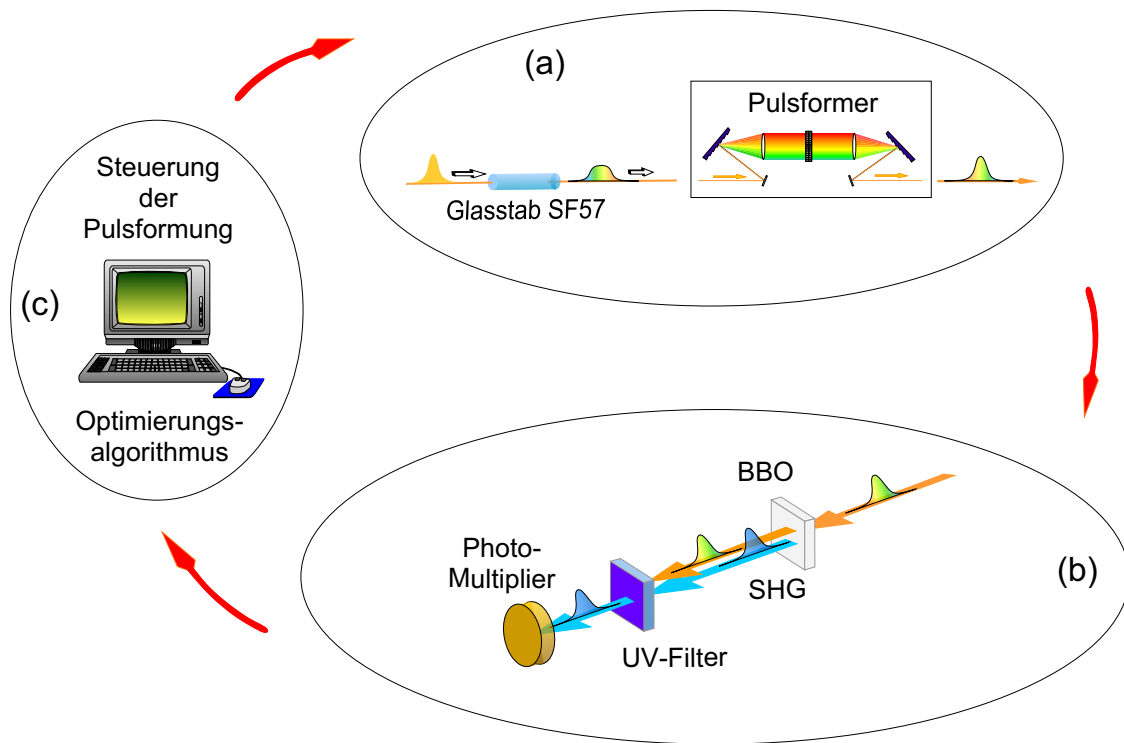 (a)
Pulsformer
Glasstab SF57
Steuerung
der
Pulsformung
(c)
Optimierungs-
algorithmus
BBO
Photo-
Multiplier
SHG
(b)
UV-Filter